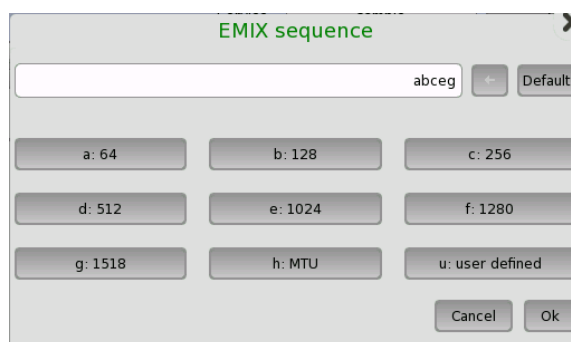 EMIX sequence
abceg Default
a: 64 b: 128 c: 256
d: 512 e: 1024 f: 1280
g: 1518 h: MTU u: user defined
Cancel Ok